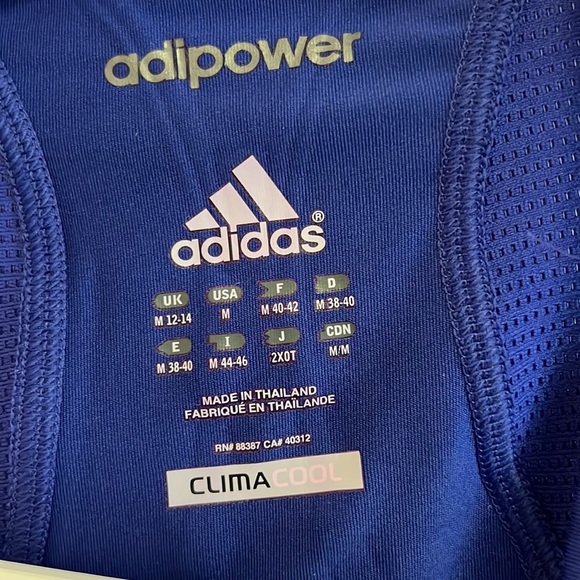 adipower
adidas®
UK USA F D
M 12-14 M M 40-42 M 38-40
E I J CDN
M 38-40 M 44-46 2XOT M/M
MADE IN THAILAND
FABRIQUÉ EN THAÏLANDE
RN# 88387 CA# 40312
CLIMACOOL